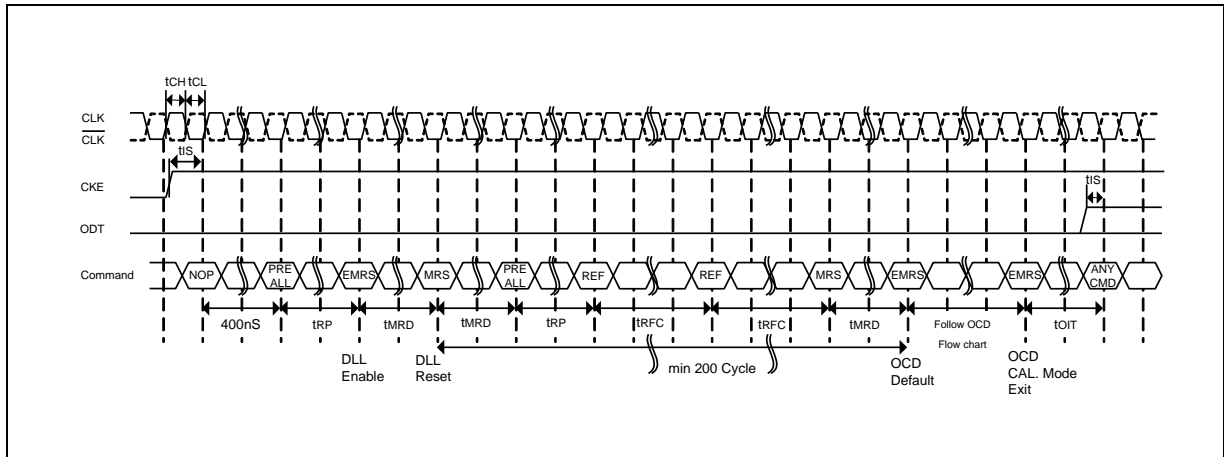 tCH tCL
CLK
CLK
tIS
CKE
tIS
ODT
Command
NOP
PRE
ALL
EMRS
MRS
PRE
ALL
REF
REF
MRS
EMRS
EMRS
ANY
CMD
400nS
tRP
tMRD
tMRD
tRP
tRFC
tRFC
tMRD
Follow OCD
Flow chart
tOIT
DLL
Enable
DLL
Reset
min 200 Cycle
OCD
Default
OCD
CAL. Mode
Exit